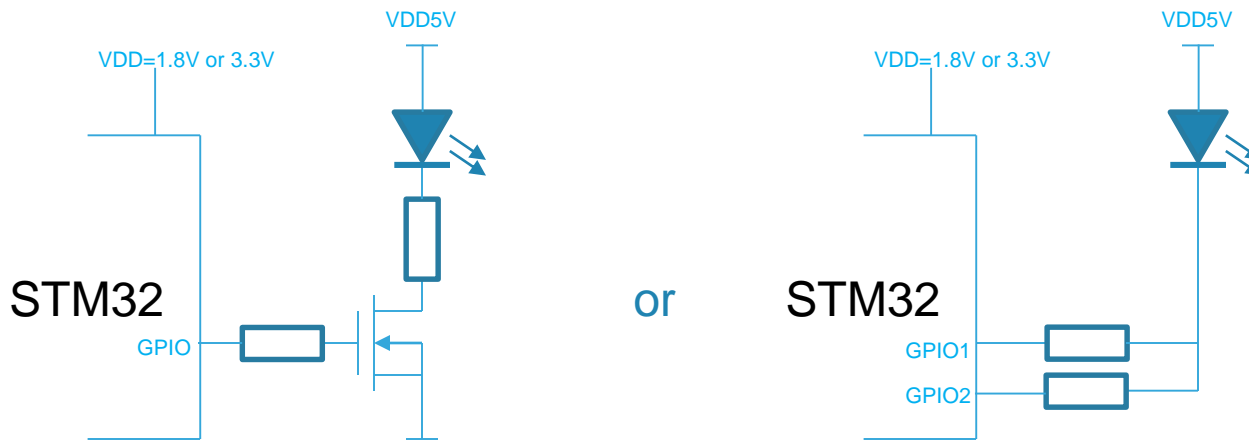 VDD5V
VDD=1.8V or 3.3V
STM32
GPIO
or
VDD5V
VDD=1.8V or 3.3V
STM32
GPIO1
GPIO2